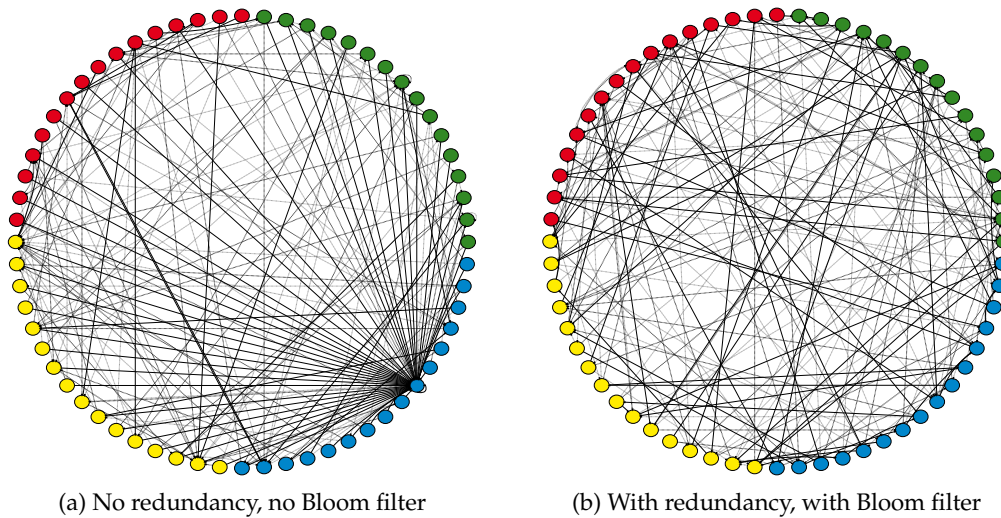 (a) No redundancy, no Bloom filter
(b) With redundancy, with Bloom filter